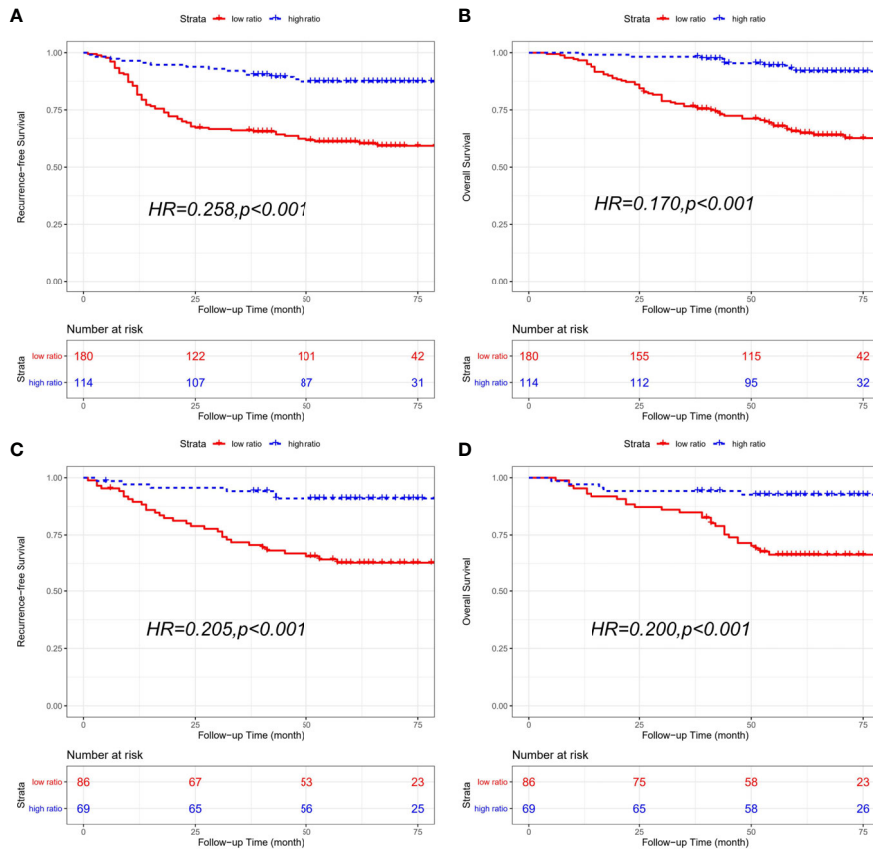 A
Strata low ratio high ratio
Recurrence-free Survival
1.00
0.75
0.50
0.25
0.00
HR=0.258,p<0.001
0 25 50 75
Follow-up Time (month)
Number at risk
Strata
low ratio 180 122 101 42
high ratio 114 107 87 31
0 25 50 75
Follow-up Time (month)
B
Strata low ratio high ratio
Overall Survival
1.00
0.75
0.50
0.25
0.00
HR=0.170,p<0.001
0 25 50 75
Follow-up Time (month)
Number at risk
Strata
low ratio 180 155 115 42
high ratio 114 112 95 32
0 25 50 75
Follow-up Time (month)
C
Strata low ratio high ratio
Recurrence-free Survival
1.00
0.75
0.50
0.25
0.00
HR=0.205,p<0.001
0 25 50 75
Follow-up Time (month)
Number at risk
Strata
low ratio 86 67 53 23
high ratio 69 65 56 25
0 25 50 75
Follow-up Time (month)
D
Strata low ratio high ratio
Overall Survival
1.00
0.75
0.50
0.25
0.00
HR=0.200,p<0.001
0 25 50 75
Follow-up Time (month)
Number at risk
Strata
low ratio 86 75 58 23
high ratio 69 65 58 26
0 25 50 75
Follow-up Time (month)